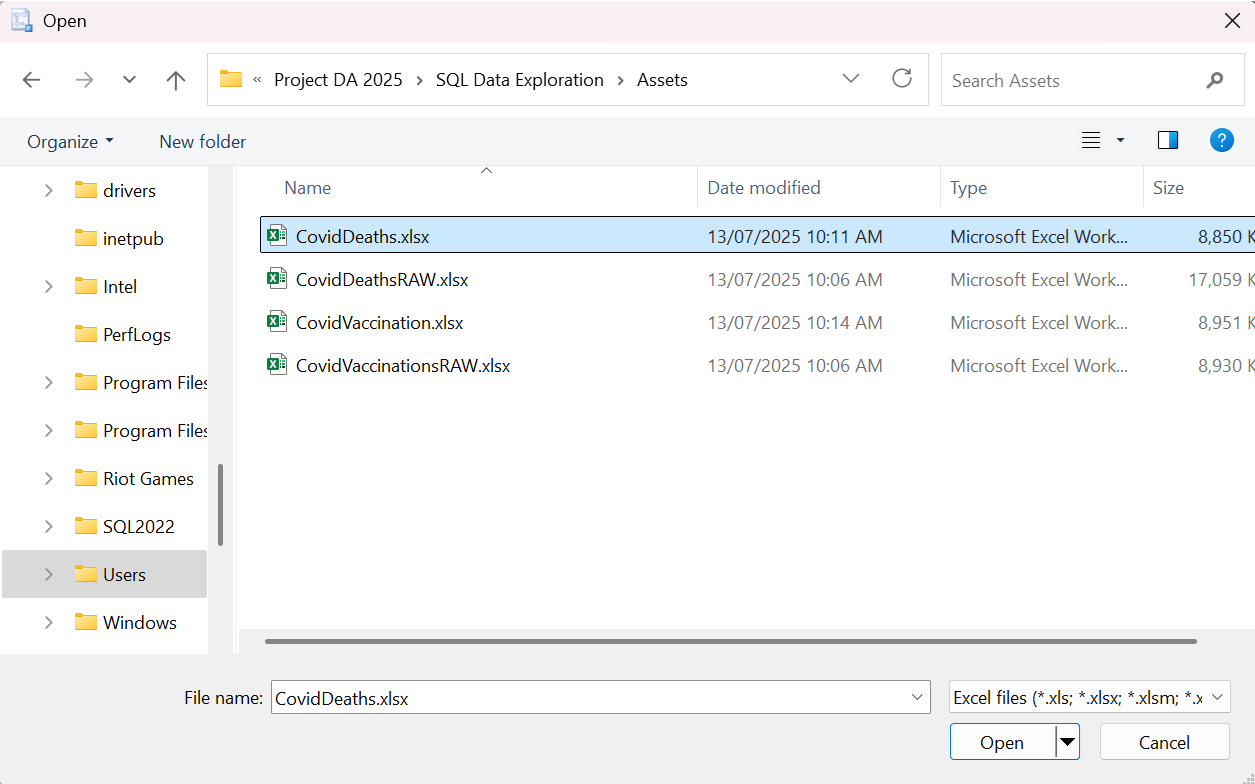 Open
« Project DA 2025 › SQL Data Exploration › Assets
Search Assets
Organize
New folder
?
Name
Date modified
Type
Size
drivers
inetpub
Intel
PerfLogs
Program Files
Program Files
Riot Games
SQL2022
Users
Windows
CovidDeaths.xlsx 13/07/2025 10:11 AM Microsoft Excel Work... 8,850 K
CovidDeathsRAW.xlsx 13/07/2025 10:06 AM Microsoft Excel Work... 17,059 K
CovidVaccination.xlsx 13/07/2025 10:14 AM Microsoft Excel Work... 8,951 K
CovidVaccinationsRAW.xlsx 13/07/2025 10:06 AM Microsoft Excel Work... 8,930 K
File name: CovidDeaths.xlsx
Excel files (*.xls; *.xlsx; *.xlsm; *.x
Open
Cancel